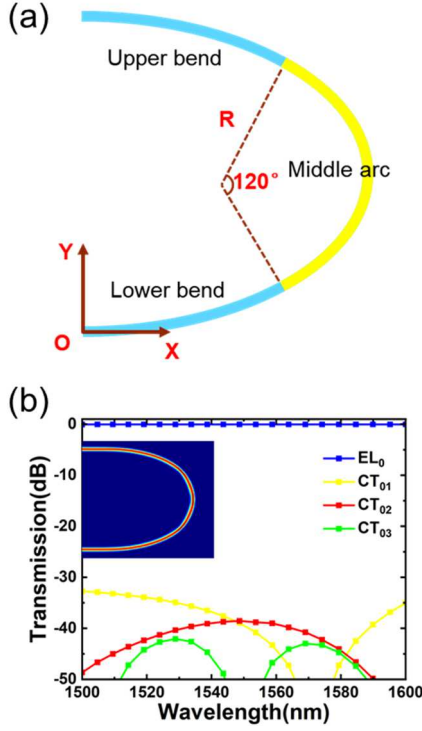 (a)
Upper bend
R
120°
Middle arc
Y
Lower bend
O
X
(b)
0
-10
-20
-30
-40
-50
Transmission(dB)
EL₀
CT₀₁
CT₀₂
CT₀₃
1500 1520 1540 1560 1580 1600
Wavelength(nm)